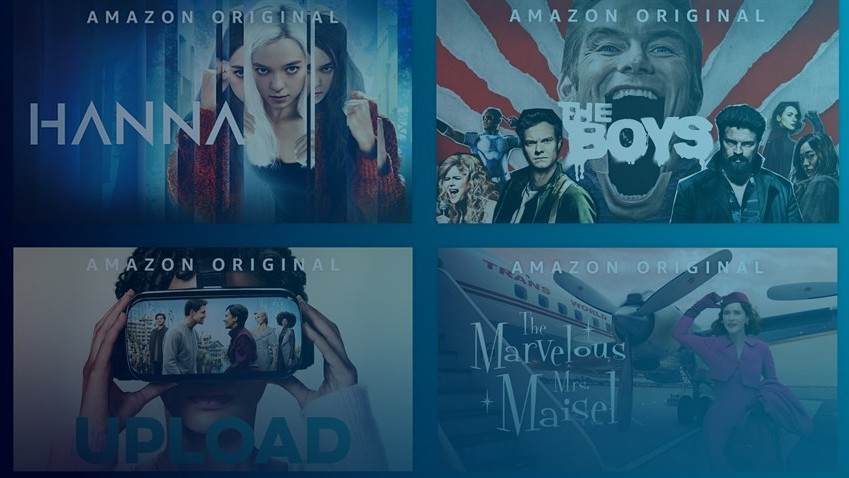 AMAZON ORIGINAL
HANNA
AMAZON ORIGINAL
THE
BOYS
AMAZON ORIGINAL
UPLOAD
AMAZON ORIGINAL
TRANS WORLD
The
Marvelous
Mrs.
Maisel